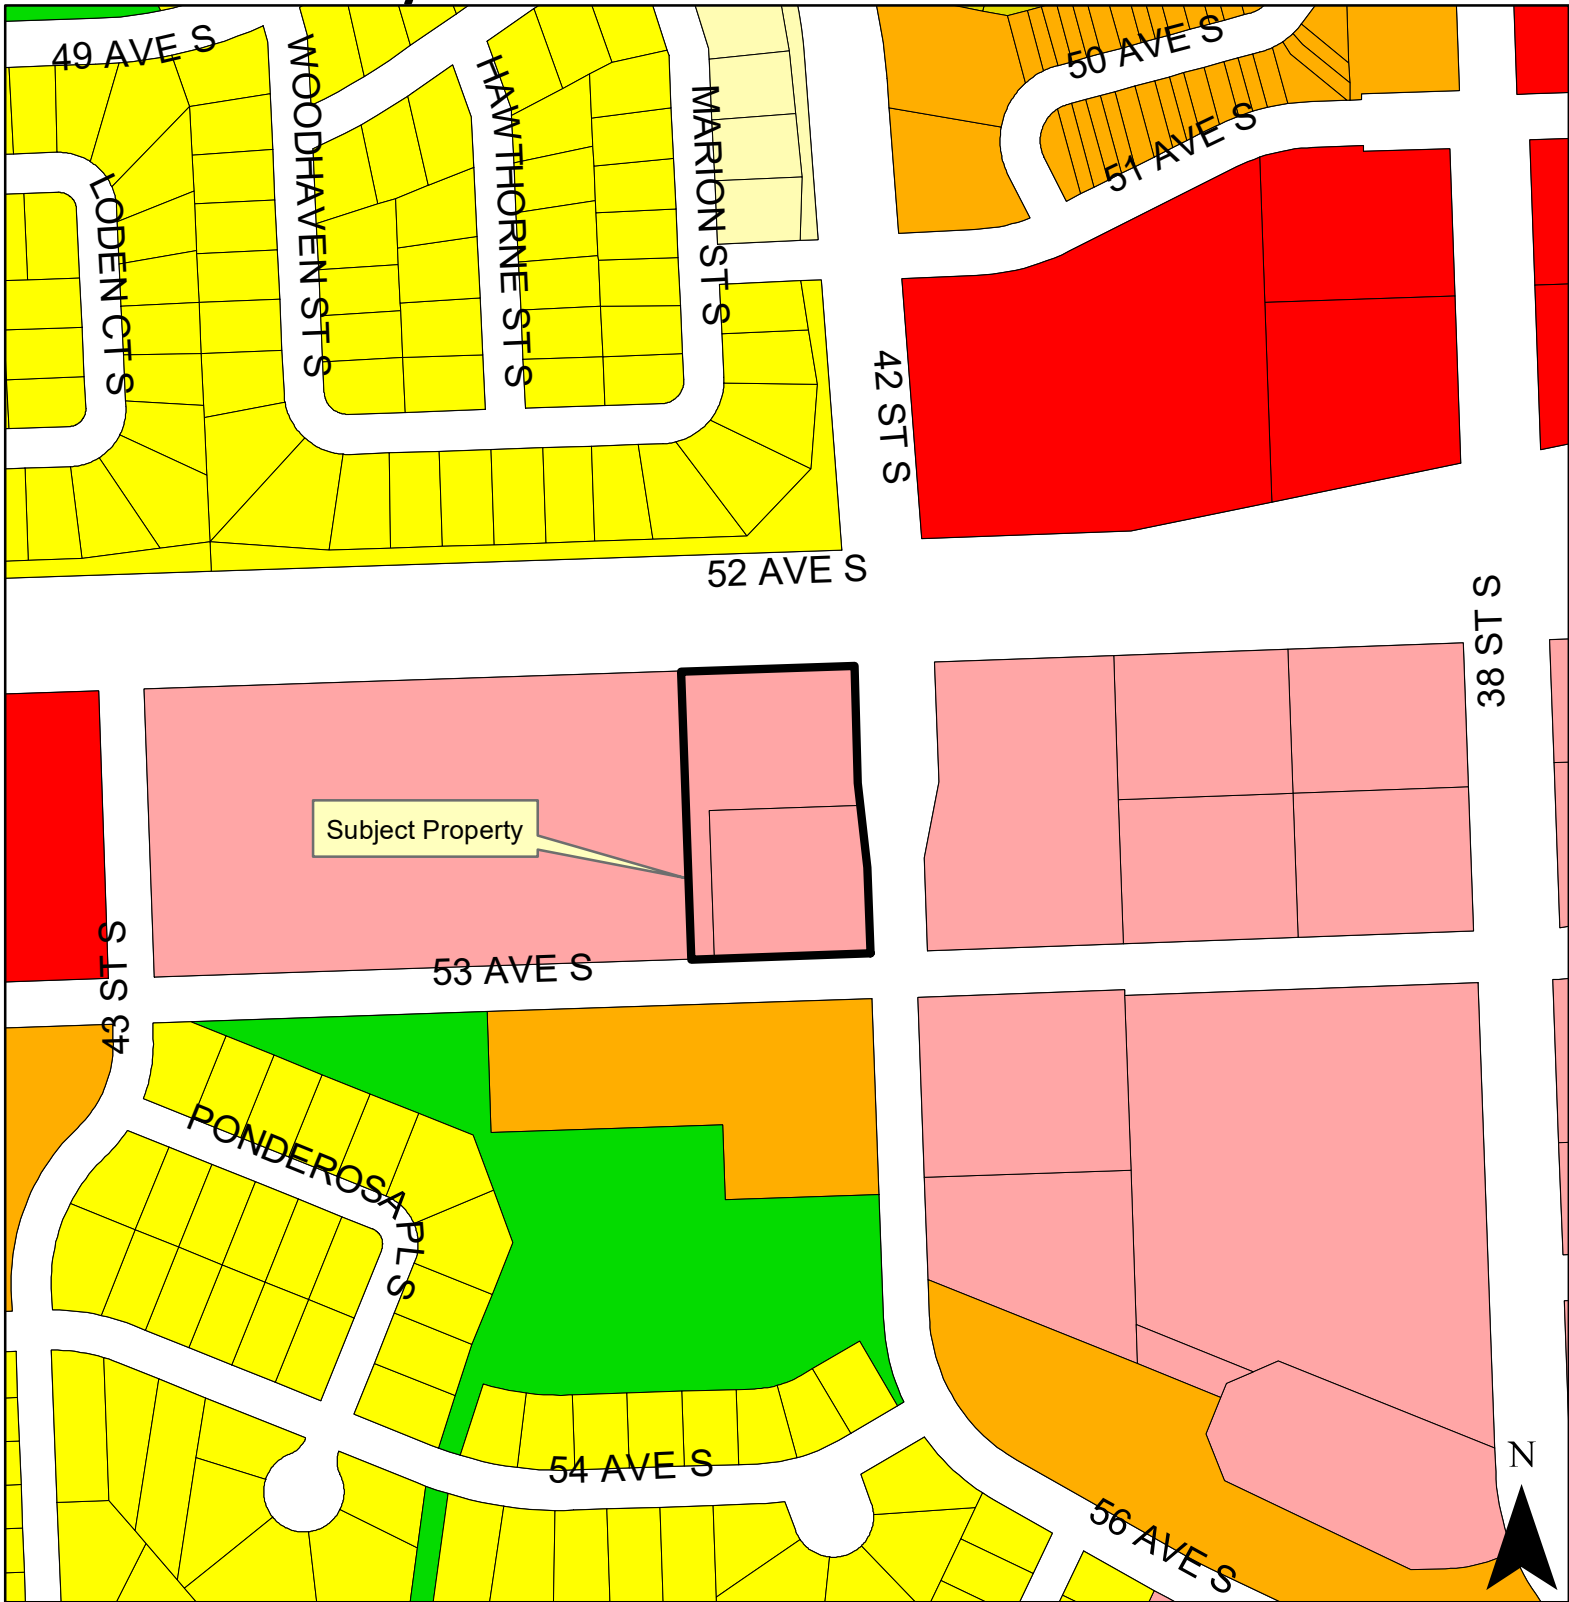 49 AVE S
50 AVE S
WOODHAVEN ST S
HAWTHORNE ST S
MARION ST S
51 AVE S
LODEN CT S
42 ST S
52 AVE S
38 ST S
Subject Property
43 ST S
53 AVE S
PONDEROSA PL S
54 AVE S
N
56 AVE S